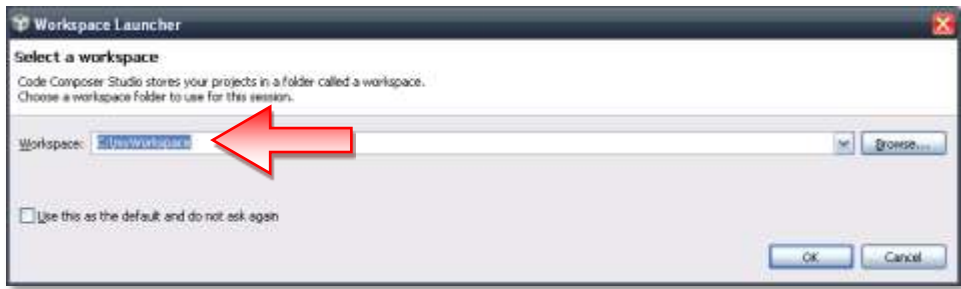 Workspace Launcher
Select a workspace
Code Composer Studio stores your projects in a folder called a workspace.
Choose a workspace folder to use for this session.
Workspace:
Browse...
Use this as the default and do not ask again
OK
Cancel